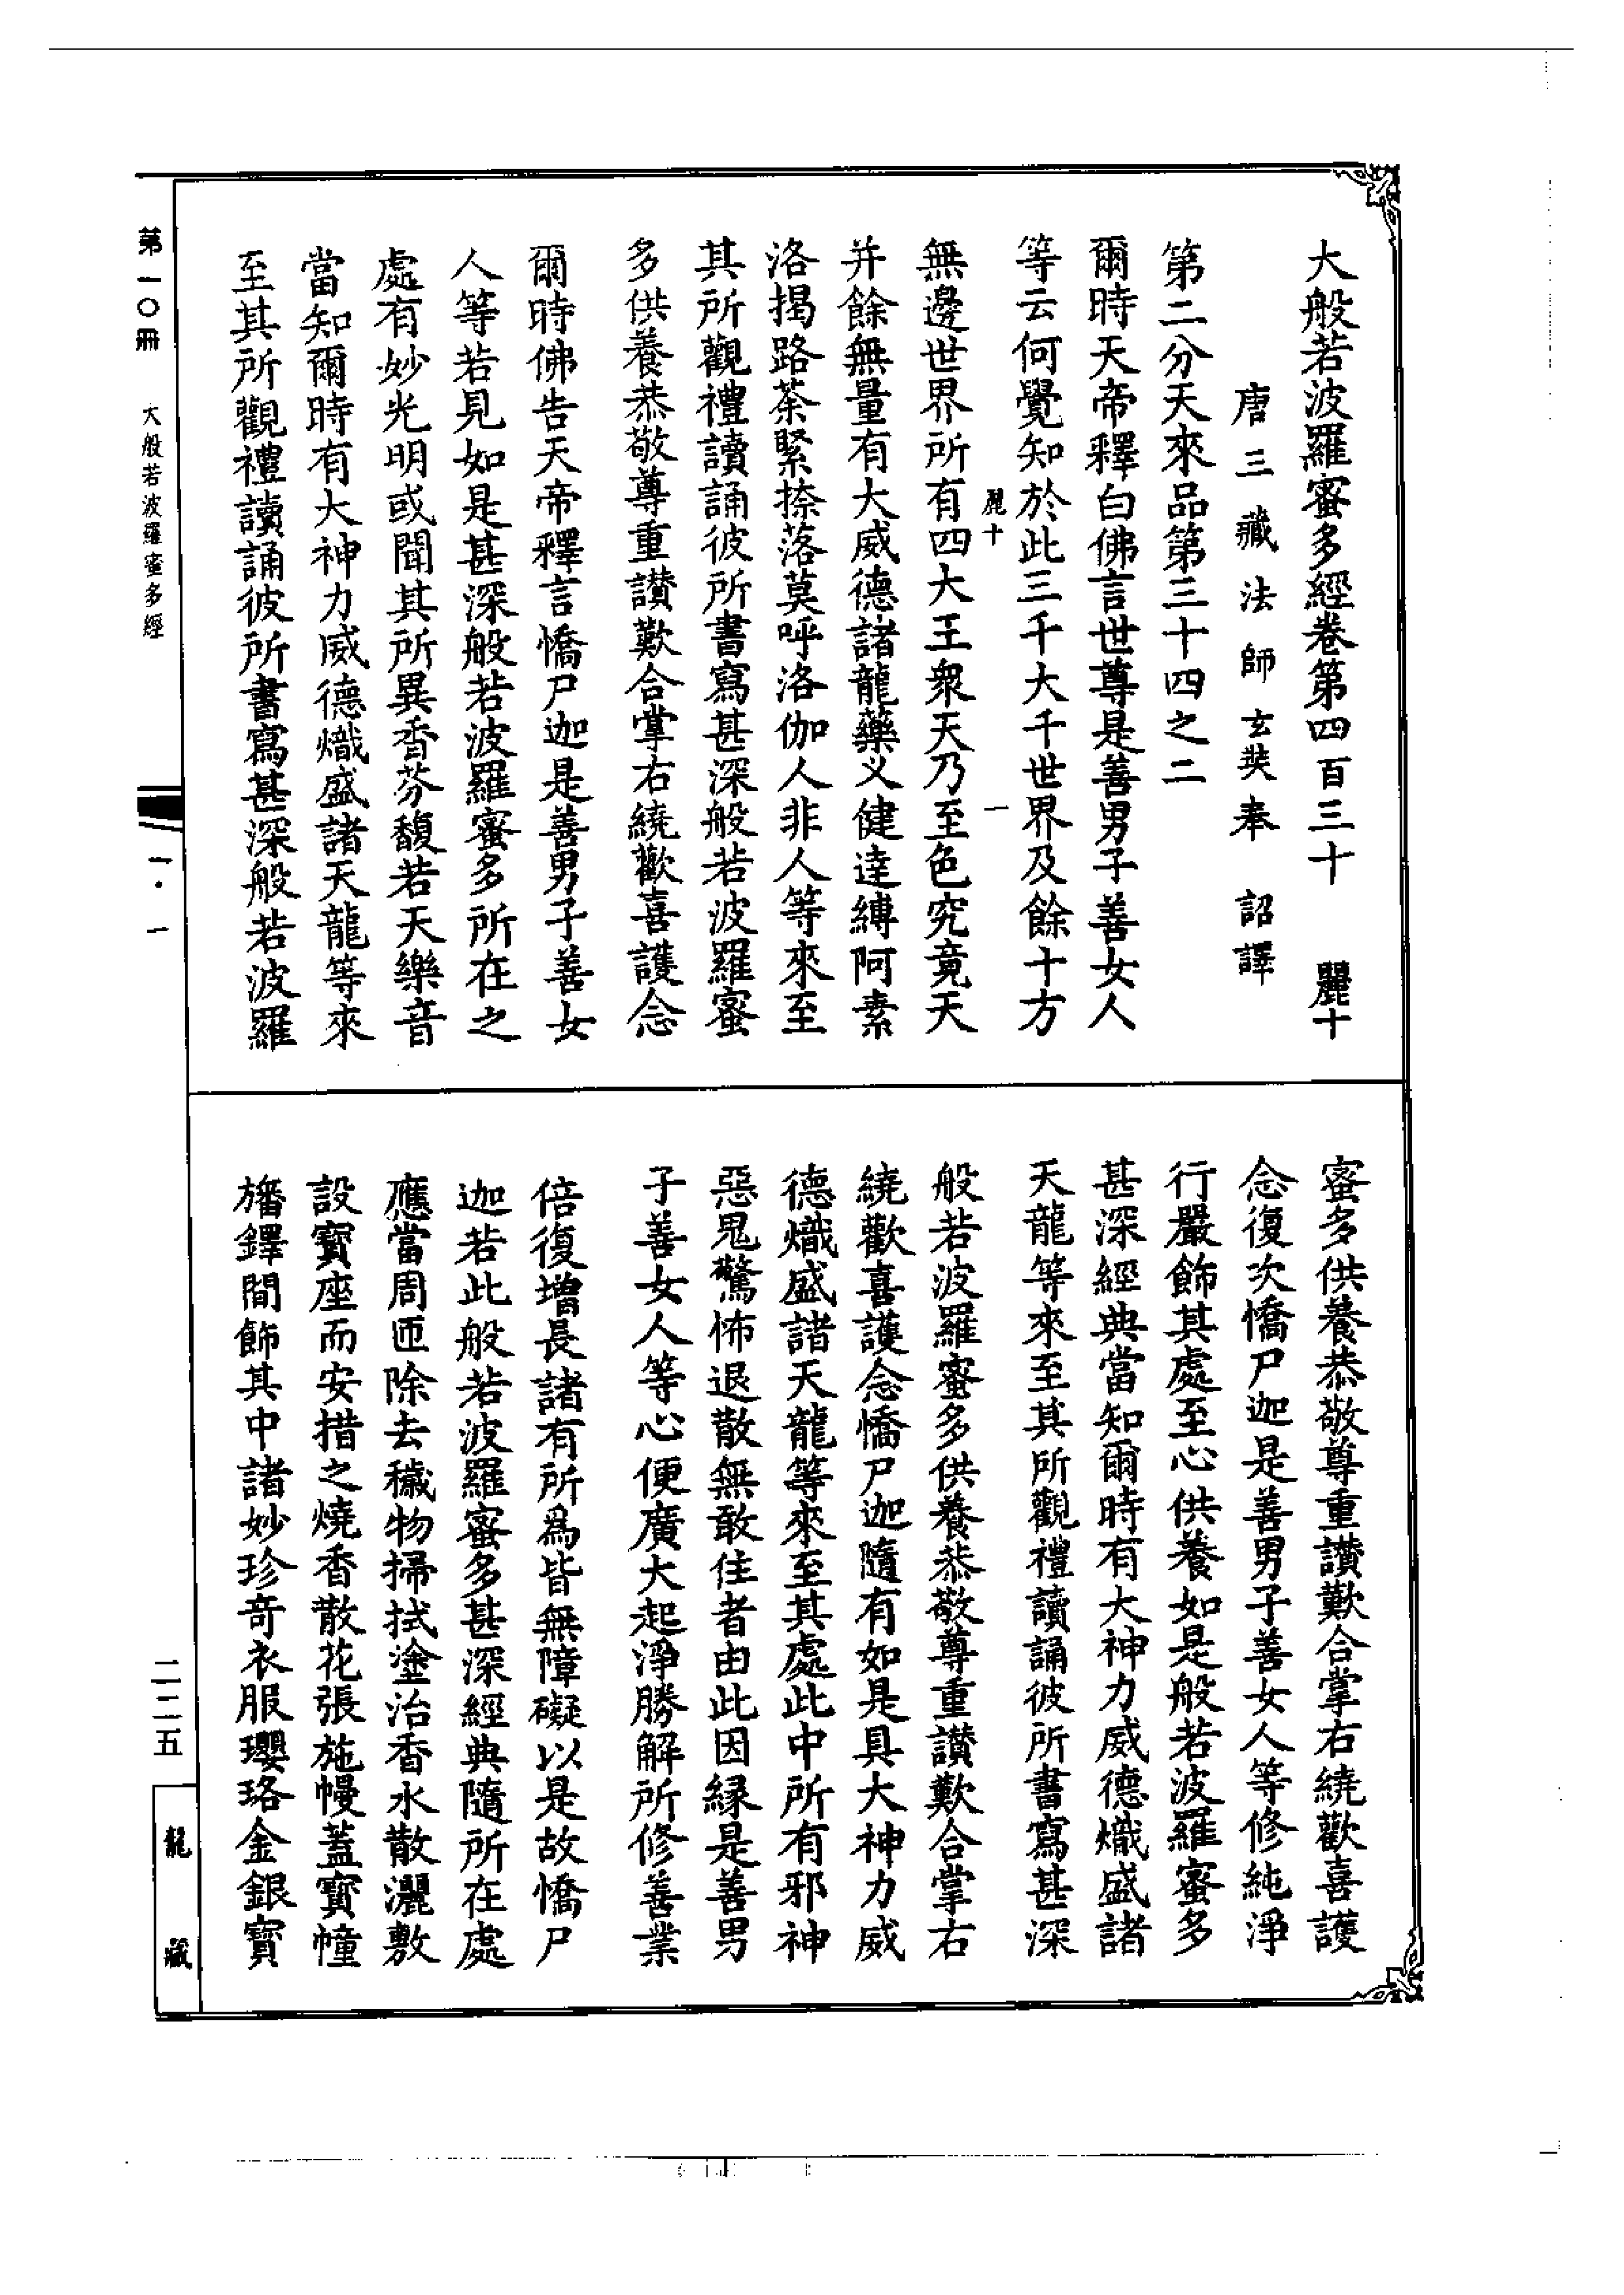 大般若波羅蜜多經卷第四百三十　麗十
唐三藏法師玄奘奉　詔譯
第二分天來品第三十四之二
爾時天帝釋白佛言世尊是善男子善女人
等云何覺知於此三千大千世界及餘十方
麗十　一
無邊世界所有四大王衆天乃至色究竟天
并餘無量有大威德諸龍藥义健逹縛阿素
洛揭路荼緊捺落莫呼洛伽人非人等來至
其所觀禮讀誦彼所書寫甚深般若波羅蜜
多供養恭敬尊重讃歎合掌右繞歡喜護念
爾時佛告天帝釋言憍尸迦是善男子善女
人等若見如是甚深般若波羅蜜多所在之
處有妙光明或聞其所異香芬馥若天樂音
當知爾時有大神力威德熾盛諸天龍等來
至其所觀禮讀誦彼所書寫甚深般若波羅
蜜多供養恭敬尊重讃歎合掌右繞歡喜護
念復次憍尸迦是善男子善女人等修純淨
行嚴飾其處至心供養如是般若波羅蜜多
甚深經典當知爾時有大神力威德熾盛諸
天龍等來至其所觀禮讀誦彼所書寫甚深
般若波羅蜜多供養恭敬尊重讃歎合掌右
繞歡喜護念憍尸迦隨有如是具大神力威
德熾盛諸天龍等來至其處此中所有邪神
惡鬼驚怖退散無敢住者由此因緣是善男
子善女人等心便廣大起淨勝解所修善業
倍復增長諸有所爲皆無障礙以是故憍尸
迦若此般若波羅蜜多甚深經典隨所在處
應當周匝除去穢物掃拭塗治香水散灑敷
設寶座而安措之燒香散花張施幔蓋寶幢
旛鐸間飾其中諸妙珍奇衣服瓔珞金銀寶
第一〇冊　大般若波羅蜜多經
一·一
二二五
龍藏